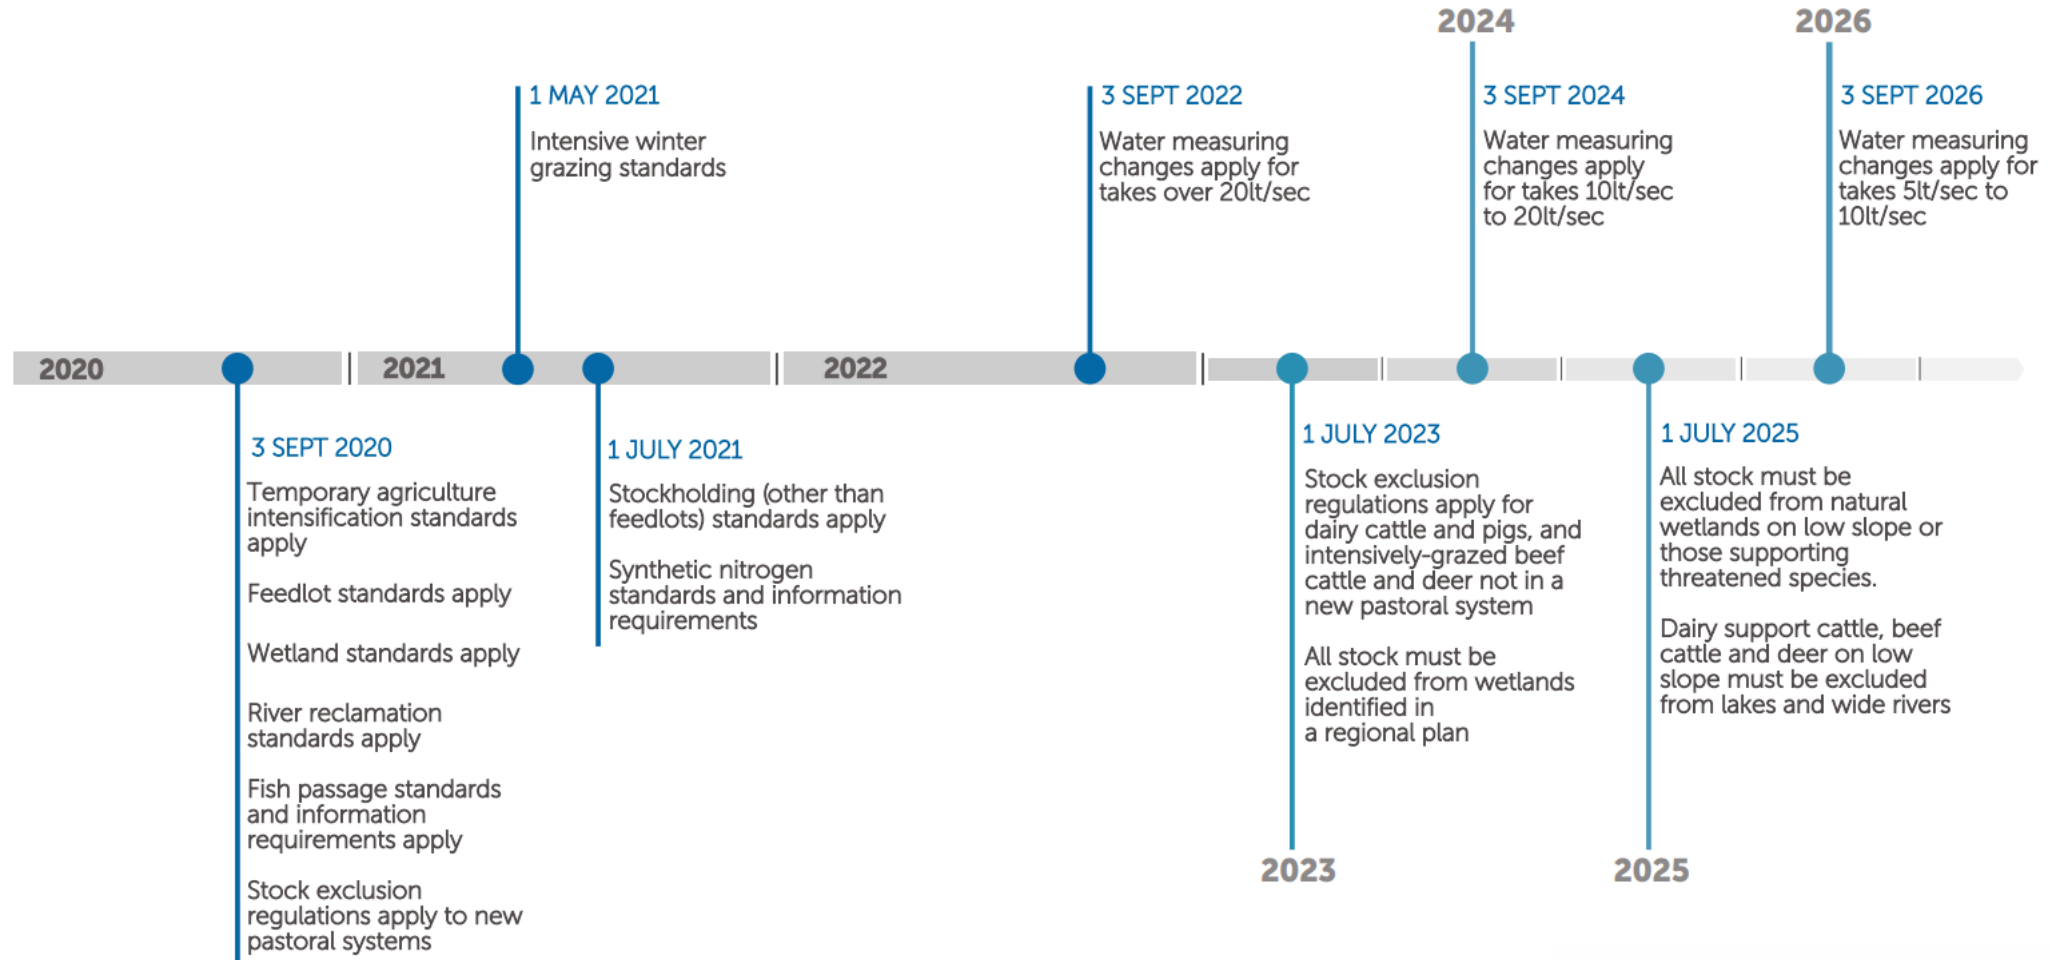 2024
2026
1 MAY 2021
Intensive winter
grazing standards
3 SEPT 2022
Water measuring
changes apply for
takes over 20lt/sec
3 SEPT 2024
Water measuring
changes apply
for takes 10lt/sec
to 20lt/sec
3 SEPT 2026
Water measuring
changes apply for
takes 5lt/sec to
10lt/sec
2020
2021
2022
3 SEPT 2020
Temporary agriculture
intensification standards
apply
Feedlot standards apply
Wetland standards apply
River reclamation
standards apply
Fish passage standards
and information
requirements apply
Stock exclusion
regulations apply to new
pastoral systems
1 JULY 2021
Stockholding (other than
feedlots) standards apply
Synthetic nitrogen
standards and information
requirements
1 JULY 2023
Stock exclusion
regulations apply for
dairy cattle and pigs, and
intensively-grazed beef
cattle and deer not in a
new pastoral system
All stock must be
excluded from wetlands
identified in
a regional plan
2023
1 JULY 2025
All stock must be
excluded from natural
wetlands on low slope or
those supporting
threatened species.
Dairy support cattle, beef
cattle and deer on low
slope must be excluded
from lakes and wide rivers
2025